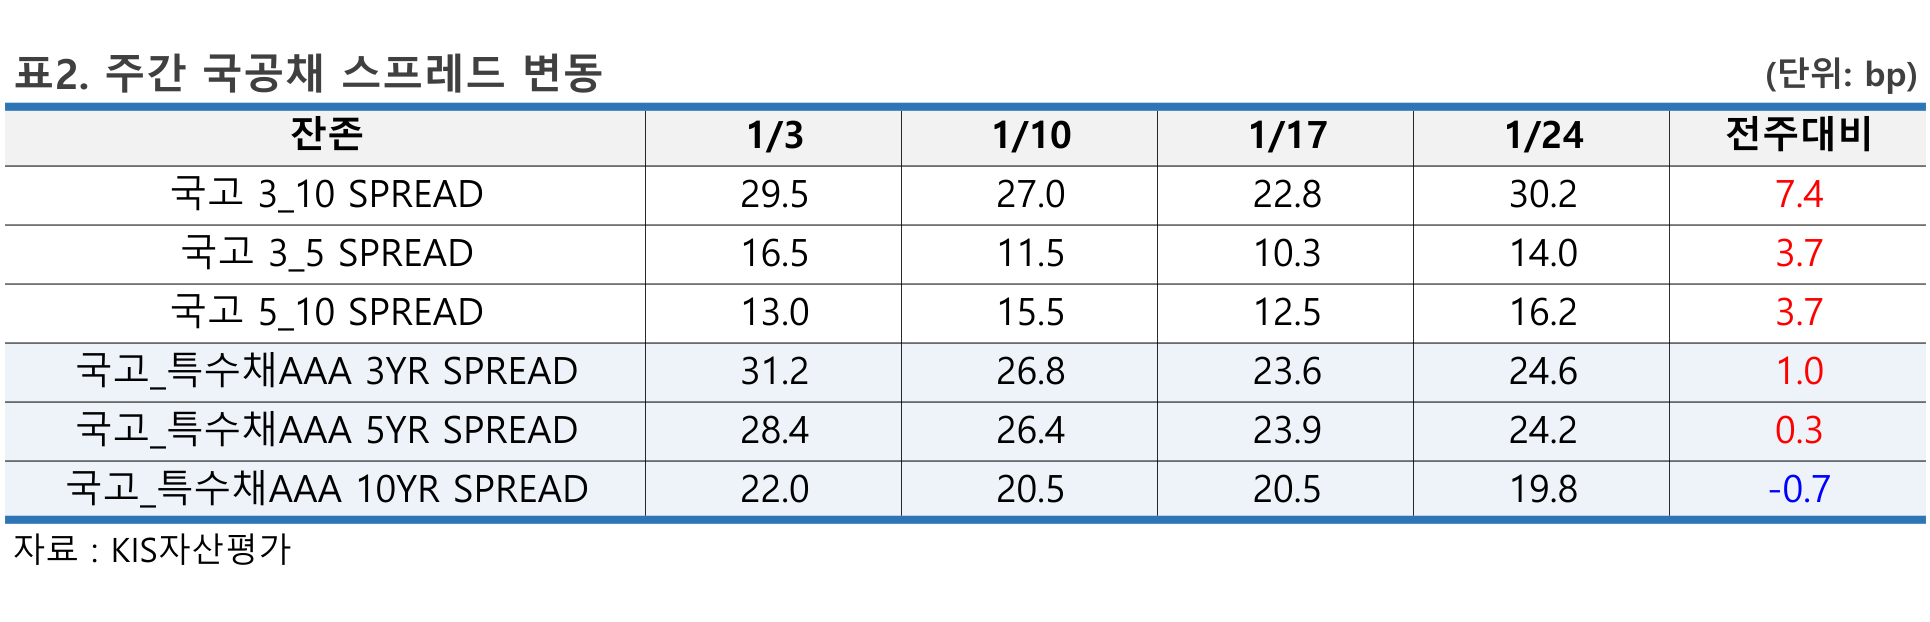 표2. 주간 국공채 스프레드 변동 (단위: bp)
잔존 1/3 1/10 1/17 1/24 전주대비
국고 3_10 SPREAD 29.5 27.0 22.8 30.2 7.4
국고 3_5 SPREAD 16.5 11.5 10.3 14.0 3.7
국고 5_10 SPREAD 13.0 15.5 12.5 16.2 3.7
국고_특수채AAA 3YR SPREAD 31.2 26.8 23.6 24.6 1.0
국고_특수채AAA 5YR SPREAD 28.4 26.4 23.9 24.2 0.3
국고_특수채AAA 10YR SPREAD 22.0 20.5 20.5 19.8 -0.7
자료 : KIS자산평가